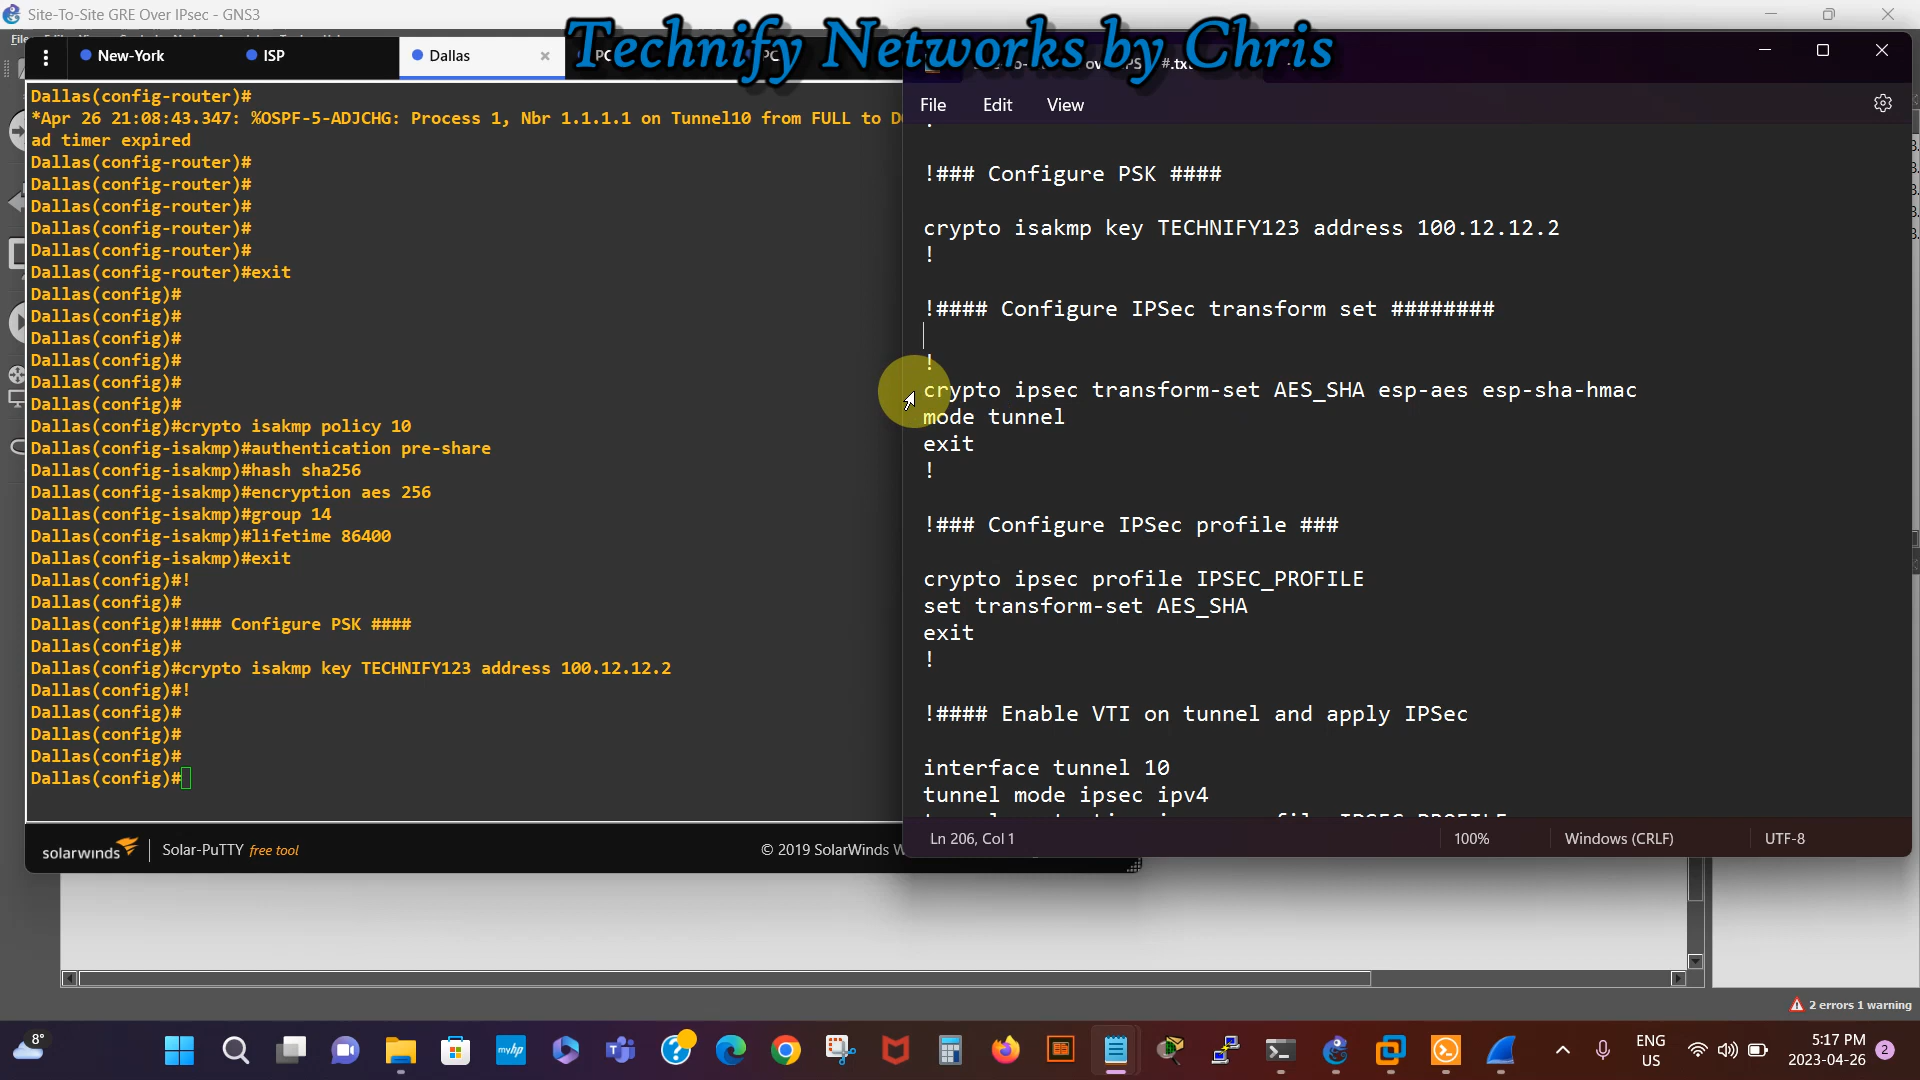 Site-To-Site GRE Over IPsec - GNS3
Technify Networks by Chris
New-York
ISP
Dallas
PC
PC
File
Edit
View
Dallas(config-router)#
*Apr 26 21:08:43.347: %OSPF-5-ADJCHG: Process 1, Nbr 1.1.1.1 on Tunnel10 from FULL to D
ad timer expired
Dallas(config-router)#
Dallas(config-router)#
Dallas(config-router)#
Dallas(config-router)#
Dallas(config-router)#
Dallas(config-router)#exit
Dallas(config)#
Dallas(config)#
Dallas(config)#
Dallas(config)#
Dallas(config)#
Dallas(config)#
Dallas(config)#crypto isakmp policy 10
Dallas(config-isakmp)#authentication pre-share
Dallas(config-isakmp)#hash sha256
Dallas(config-isakmp)#encryption aes 256
Dallas(config-isakmp)#group 14
Dallas(config-isakmp)#lifetime 86400
Dallas(config-isakmp)#exit
Dallas(config)#!
Dallas(config)#
Dallas(config)#!### Configure PSK ####
Dallas(config)#
Dallas(config)#crypto isakmp key TECHNIFY123 address 100.12.12.2
Dallas(config)#!
Dallas(config)#
Dallas(config)#
Dallas(config)#
Dallas(config)#
solarwinds
Solar-PuTTY free tool
© 2019 SolarWinds W
!
!### Configure PSK ####
crypto isakmp key TECHNIFY123 address 100.12.12.2
!
!#### Configure IPSec transform set ########
!
crypto ipsec transform-set AES_SHA esp-aes esp-sha-hmac
mode tunnel
exit
!
!### Configure IPSec profile ###
crypto ipsec profile IPSEC_PROFILE
set transform-set AES_SHA
exit
!
!#### Enable VTI on tunnel and apply IPSec
interface tunnel 10
tunnel mode ipsec ipv4
Ln 206, Col 1
100%
Windows (CRLF)
UTF-8
2 errors 1 warning
8°
myhp
ENG
US
5:17 PM
2023-04-26
2